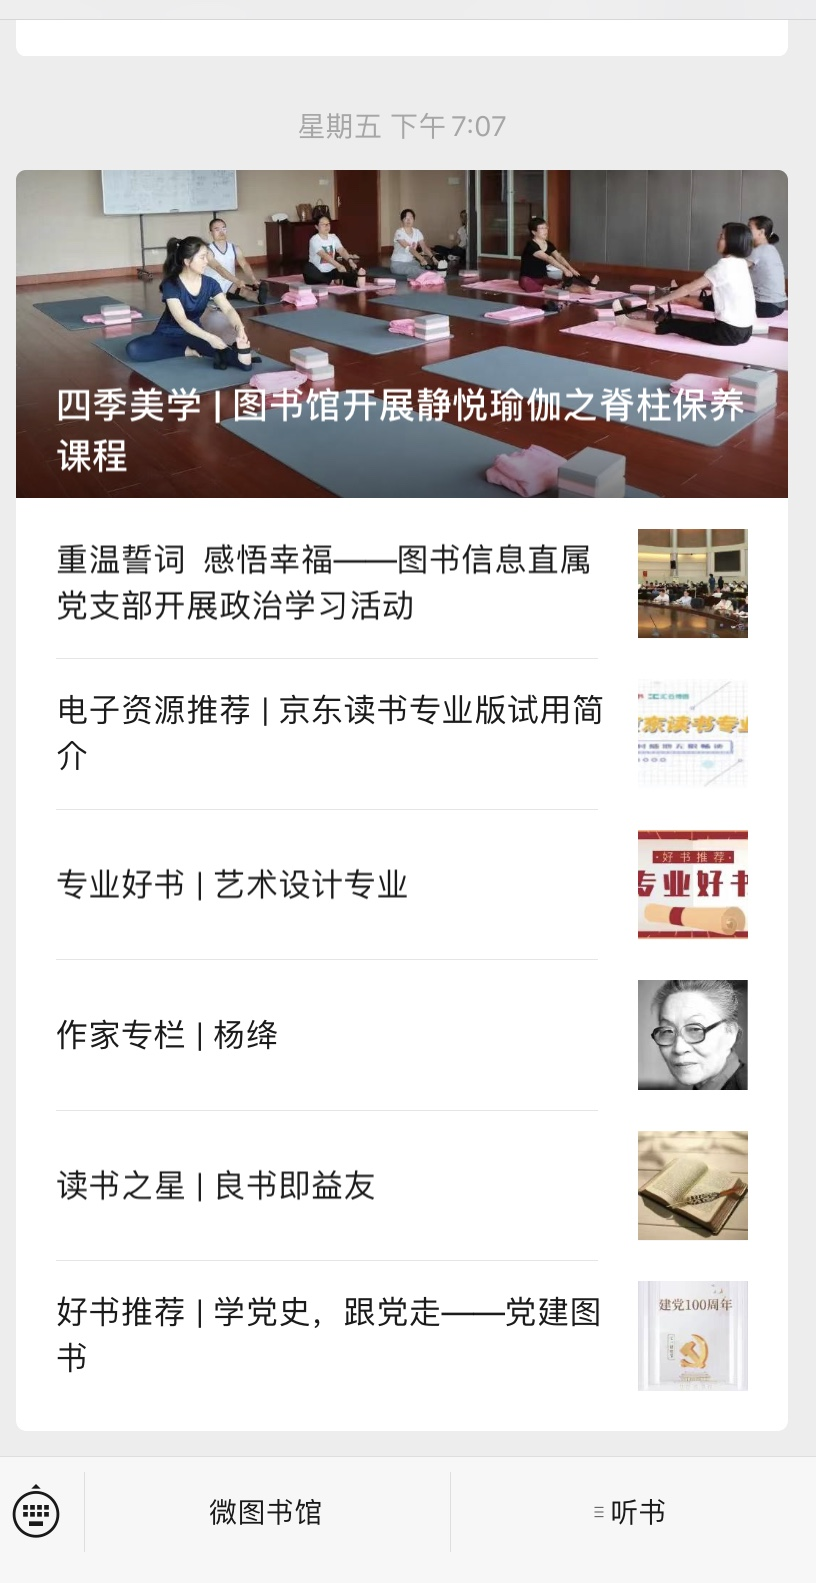 星期五 下午 7:07
四季美学 | 图书馆开展静悦瑜伽之脊柱保养
课程
重温誓词 感悟幸福——图书信息直属
党支部开展政治学习活动
电子资源推荐 | 京东读书专业版试用简
介
东读书专业
专业好书 | 艺术设计专业
·好书推荐·
专业好书
作家专栏 | 杨绛
读书之星 | 良书即益友
好书推荐 | 学党史，跟党走——党建图
书
建党100周年
微图书馆
听书